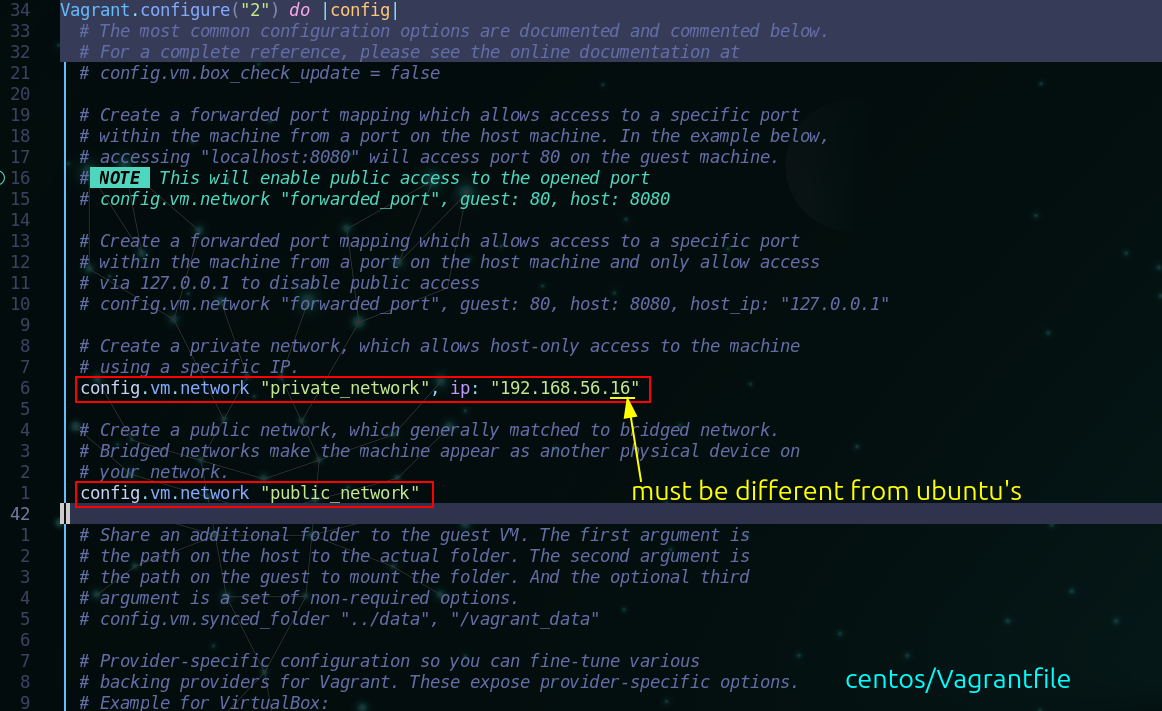 34 Vagrant.configure("2") do |config|
33 # The most common configuration options are documented and commented below.
32 # For a complete reference, please see the online documentation at
21 # config.vm.box_check_update = false
20
19 # Create a forwarded port mapping which allows access to a specific port
18 # within the machine from a port on the host machine. In the example below,
17 # accessing "localhost:8080" will access port 80 on the guest machine.
16 # NOTE This will enable public access to the opened port
15 # config.vm.network "forwarded_port", guest: 80, host: 8080
14
13 # Create a forwarded port mapping which allows access to a specific port
12 # within the machine from a port on the host machine and only allow access
11 # via 127.0.0.1 to disable public access
10 # config.vm.network "forwarded_port", guest: 80, host: 8080, host_ip: "127.0.0.1"
9
8 # Create a private network, which allows host-only access to the machine
7 # using a specific IP.
6 config.vm.network "private_network", ip: "192.168.56.16"
5
4 # Create a public network, which generally matched to bridged network.
3 # Bridged networks make the machine appear as another physical device on
2 # your network.
1 config.vm.network "public_network"
must be different from ubuntu's
42
1 # Share an additional folder to the guest VM. The first argument is
2 # the path on the host to the actual folder. The second argument is
3 # the path on the guest to mount the folder. And the optional third
4 # argument is a set of non-required options.
5 # config.vm.synced_folder "../data", "/vagrant_data"
6
7 # Provider-specific configuration so you can fine-tune various
8 # backing providers for Vagrant. These expose provider-specific options.
centos/Vagrantfile
9 # Example for VirtualBox: